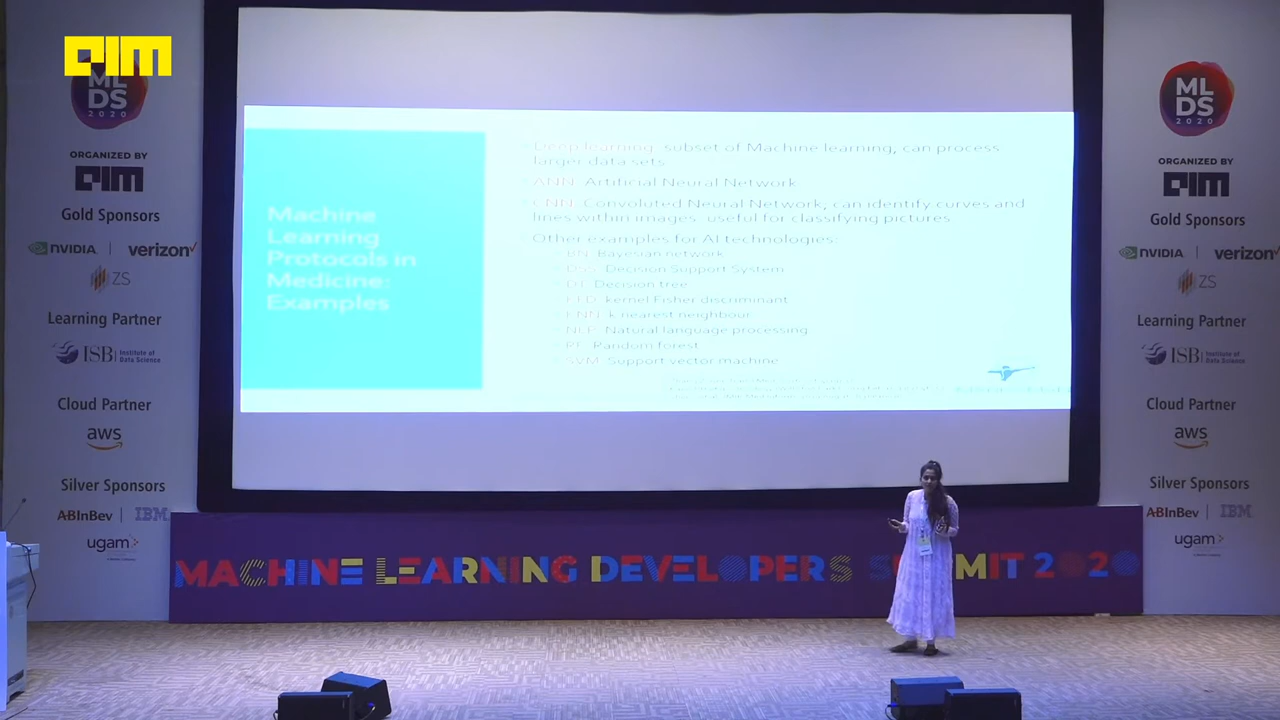 AIM
MLDS
2020
ORGANIZED BY
AIM
Gold Sponsors
NVIDIA
verizon
ZS
Learning Partner
ISB Institute of
Data Science
Cloud Partner
aws
Silver Sponsors
ABInBev
IBM
ugam
Machine
Learning
Protocols in
Medicine:
Examples
Deep learning: subset of Machine learning, can process
larger data sets
ANN: Artificial Neural Network
CNN: Convoluted Neural Network, can identify curves and
lines within images useful for classifying pictures
Other examples for AI technologies:
BN: Bayesian network
DSS: Decision Support System
DT: Decision tree
kernel Fisher discriminant
k nearest neighbour
NLP: Natural language processing
Random forest
SVM: Support vector machine
MACHINE LEARNING DEVELOPERS MIT 2020
ML
DS
2020
ORGANIZED BY
AIM
Gold Sponsors
NVIDIA
verizon
ZS
Learning Partner
ISB Institute of
Data Science
Cloud Partner
aws
Silver Sponsors
ABInBev
IBM
ugam